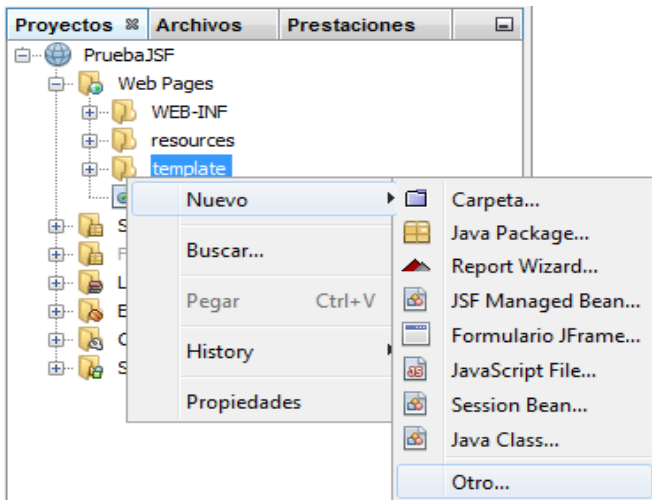 Proyectos Archivos Prestaciones
PruebaJSF
Web Pages
WEB-INF
resources
template
Nuevo
Buscar...
Pegar Ctrl+V
History
Propiedades
Carpeta...
Java Package...
Report Wizard...
JSF Managed Bean...
Formulario JFrame...
JavaScript File...
Session Bean...
Java Class...
Otro...
S
F
L
E
C
S